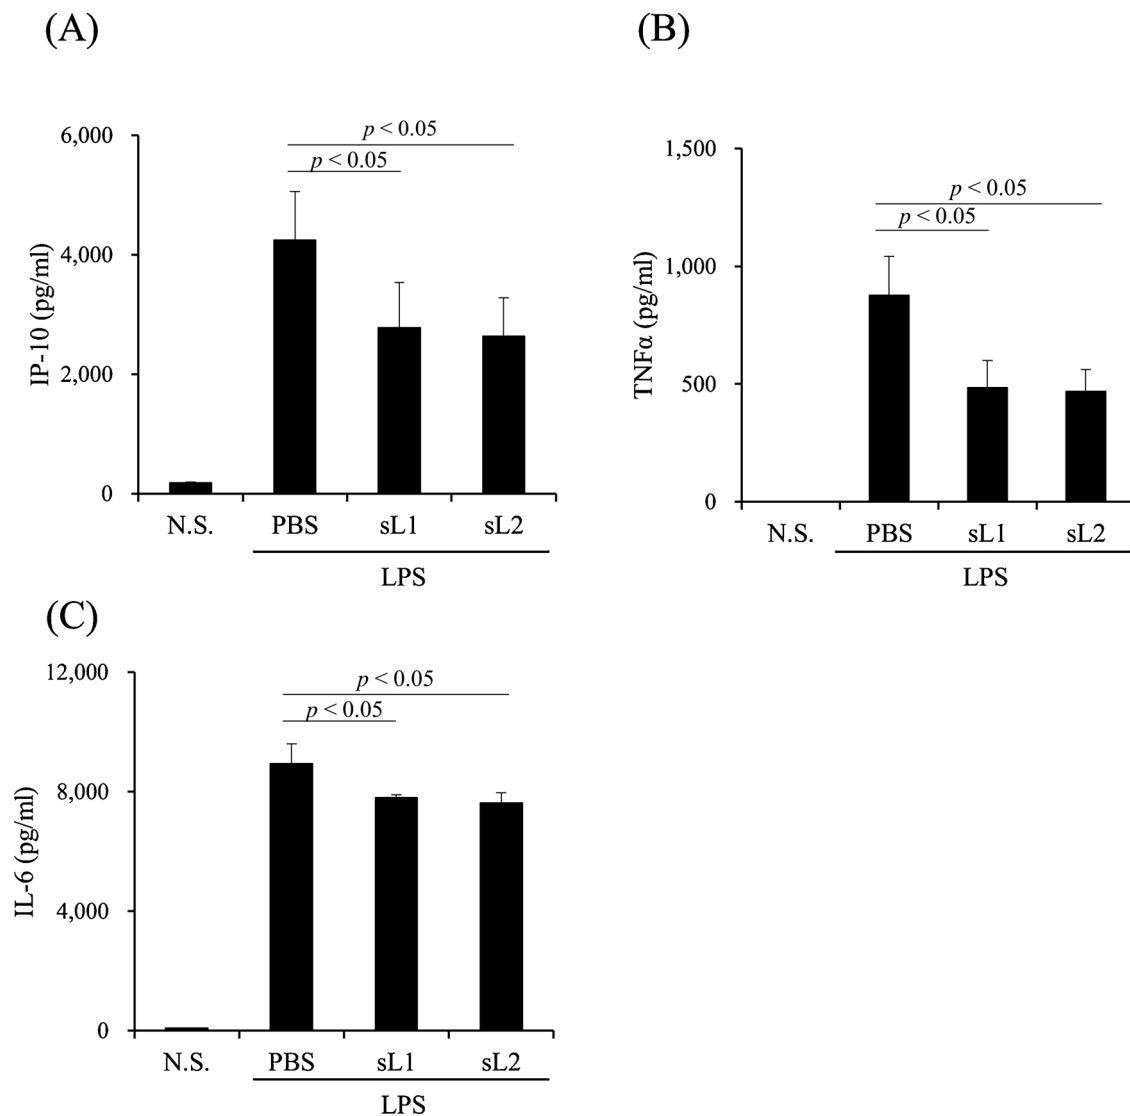 (A)
IP-10 (pg/ml)
6,000
4,000
2,000
0
p < 0.05
p < 0.05
N.S.
PBS
sL1
sL2
LPS
(B)
TNFα (pg/ml)
1,500
1,000
500
0
p < 0.05
p < 0.05
N.S.
PBS
sL1
sL2
LPS
(C)
IL-6 (pg/ml)
12,000
8,000
4,000
0
p < 0.05
p < 0.05
N.S.
PBS
sL1
sL2
LPS